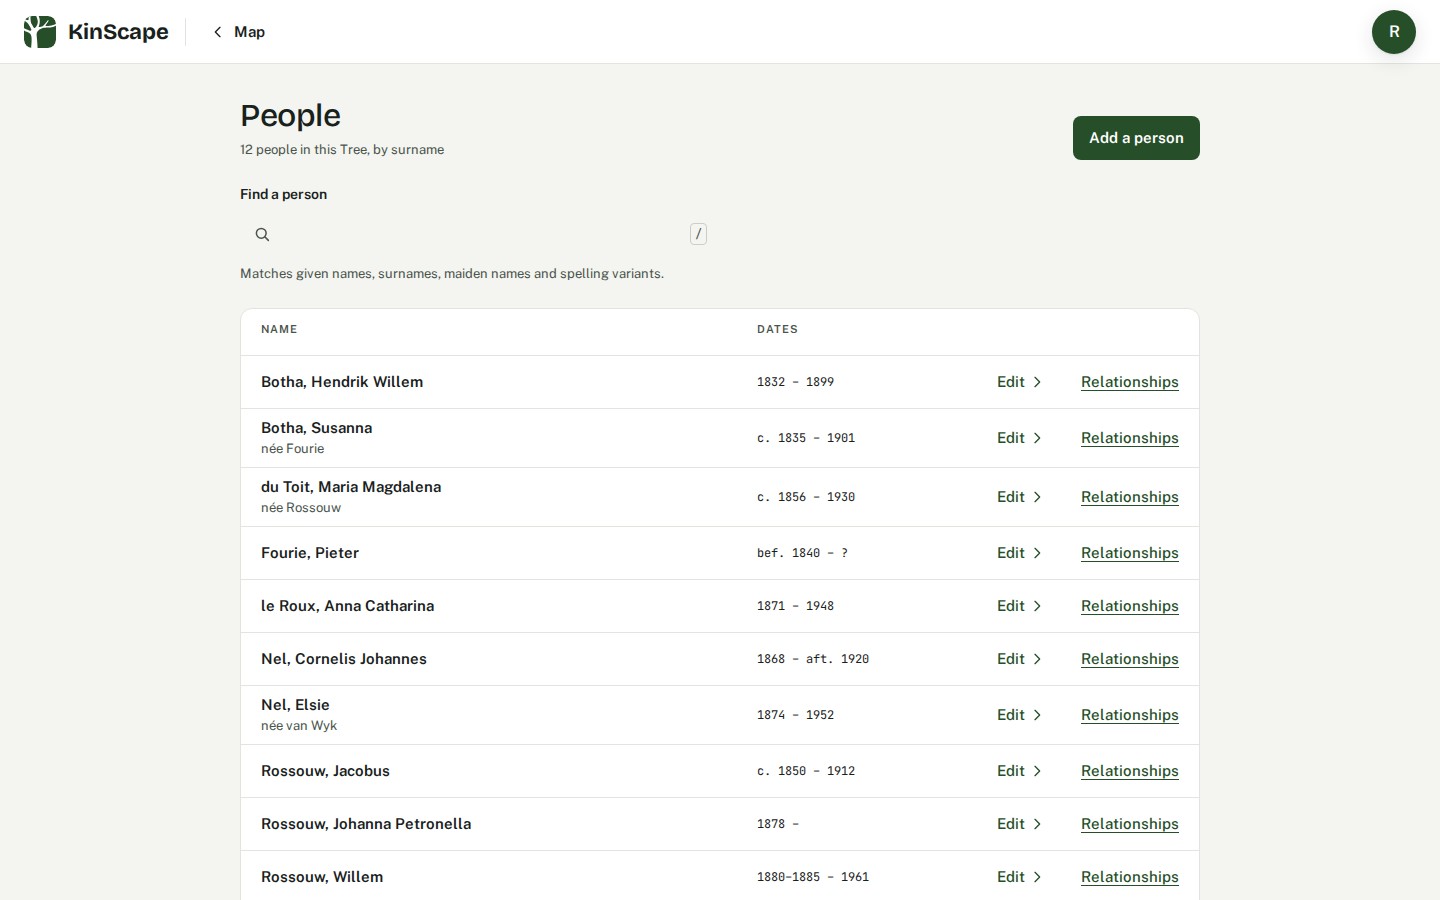 KinScape
Map
R
People
12 people in this Tree, by surname
Add a person
Find a person
/
Matches given names, surnames, maiden names and spelling variants.
NAME DATES
Botha, Hendrik Willem 1832 – 1899 Edit Relationships
Botha, Susanna
née Fourie
c. 1835 – 1901 Edit Relationships
du Toit, Maria Magdalena
née Rossouw
c. 1856 – 1930 Edit Relationships
Fourie, Pieter bef. 1840 – ? Edit Relationships
le Roux, Anna Catharina 1871 – 1948 Edit Relationships
Nel, Cornelis Johannes 1868 – aft. 1920 Edit Relationships
Nel, Elsie
née van Wyk
1874 – 1952 Edit Relationships
Rossouw, Jacobus c. 1850 – 1912 Edit Relationships
Rossouw, Johanna Petronella 1878 – Edit Relationships
Rossouw, Willem 1880–1885 – 1961 Edit Relationships